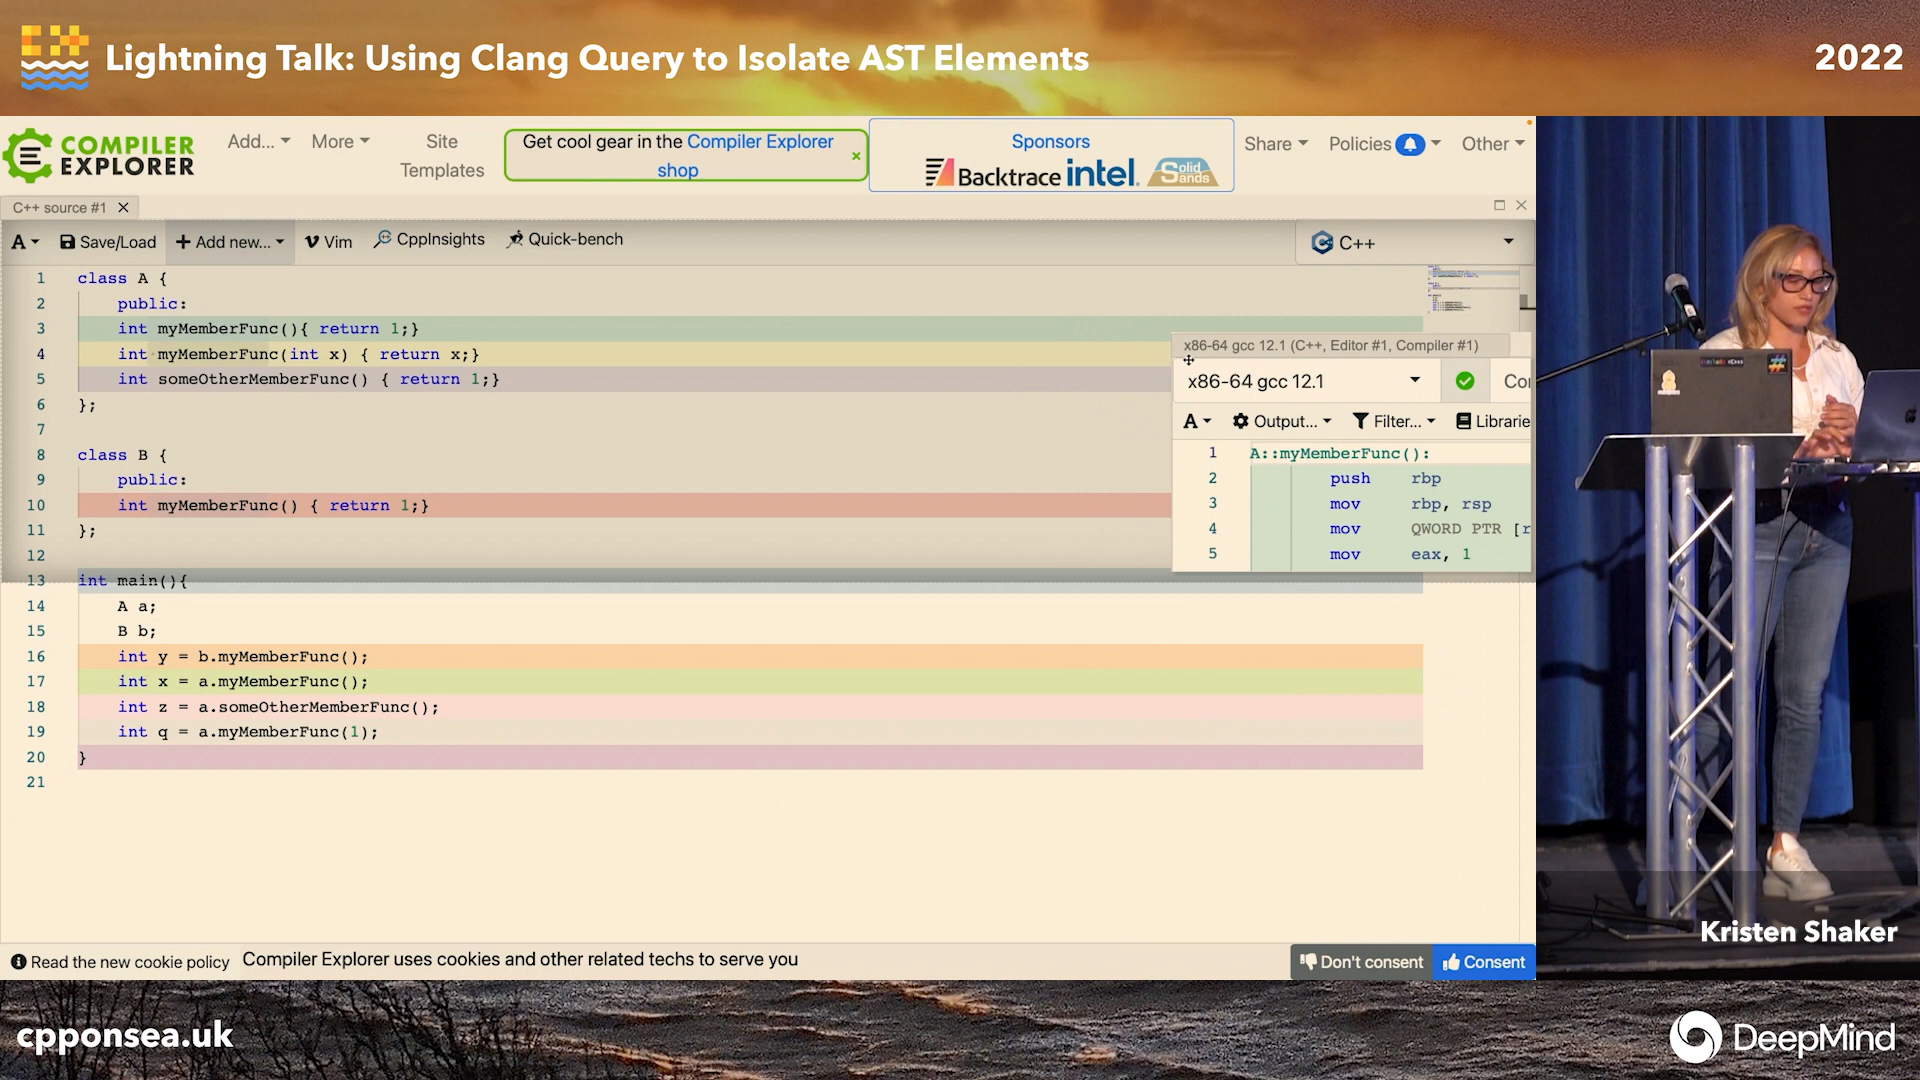 Lightning Talk: Using Clang Query to Isolate AST Elements
2022
COMPILER
EXPLORER
Add...
More
Site
Templates
Get cool gear in the Compiler Explorer
shop
×
Sponsors
Backtrace
intel.
Solid
Sands
Share
Policies
Other
C++ source #1
A
Save/Load
+ Add new...
Vim
CppInsights
Quick-bench
C++
1 class A {
2 public:
3 int myMemberFunc(){ return 1;}
4 int myMemberFunc(int x) { return x;}
5 int someOtherMemberFunc() { return 1;}
6 };
7
8 class B {
9 public:
10 int myMemberFunc() { return 1;}
11 };
12
13 int main(){
14 A a;
15 B b;
16 int y = b.myMemberFunc();
17 int x = a.myMemberFunc();
18 int z = a.someOtherMemberFunc();
19 int q = a.myMemberFunc(1);
20 }
21
x86-64 gcc 12.1 (C++, Editor #1, Compiler #1)
x86-64 gcc 12.1
Co
A
Output...
Filter...
Librarie
1 A::myMemberFunc():
2 push rbp
3 mov rbp, rsp
4 mov QWORD PTR [r
5 mov eax, 1
Read the new cookie policy
Compiler Explorer uses cookies and other related techs to serve you
Don't consent
Consent
Kristen Shaker
cpponsea.uk
DeepMind